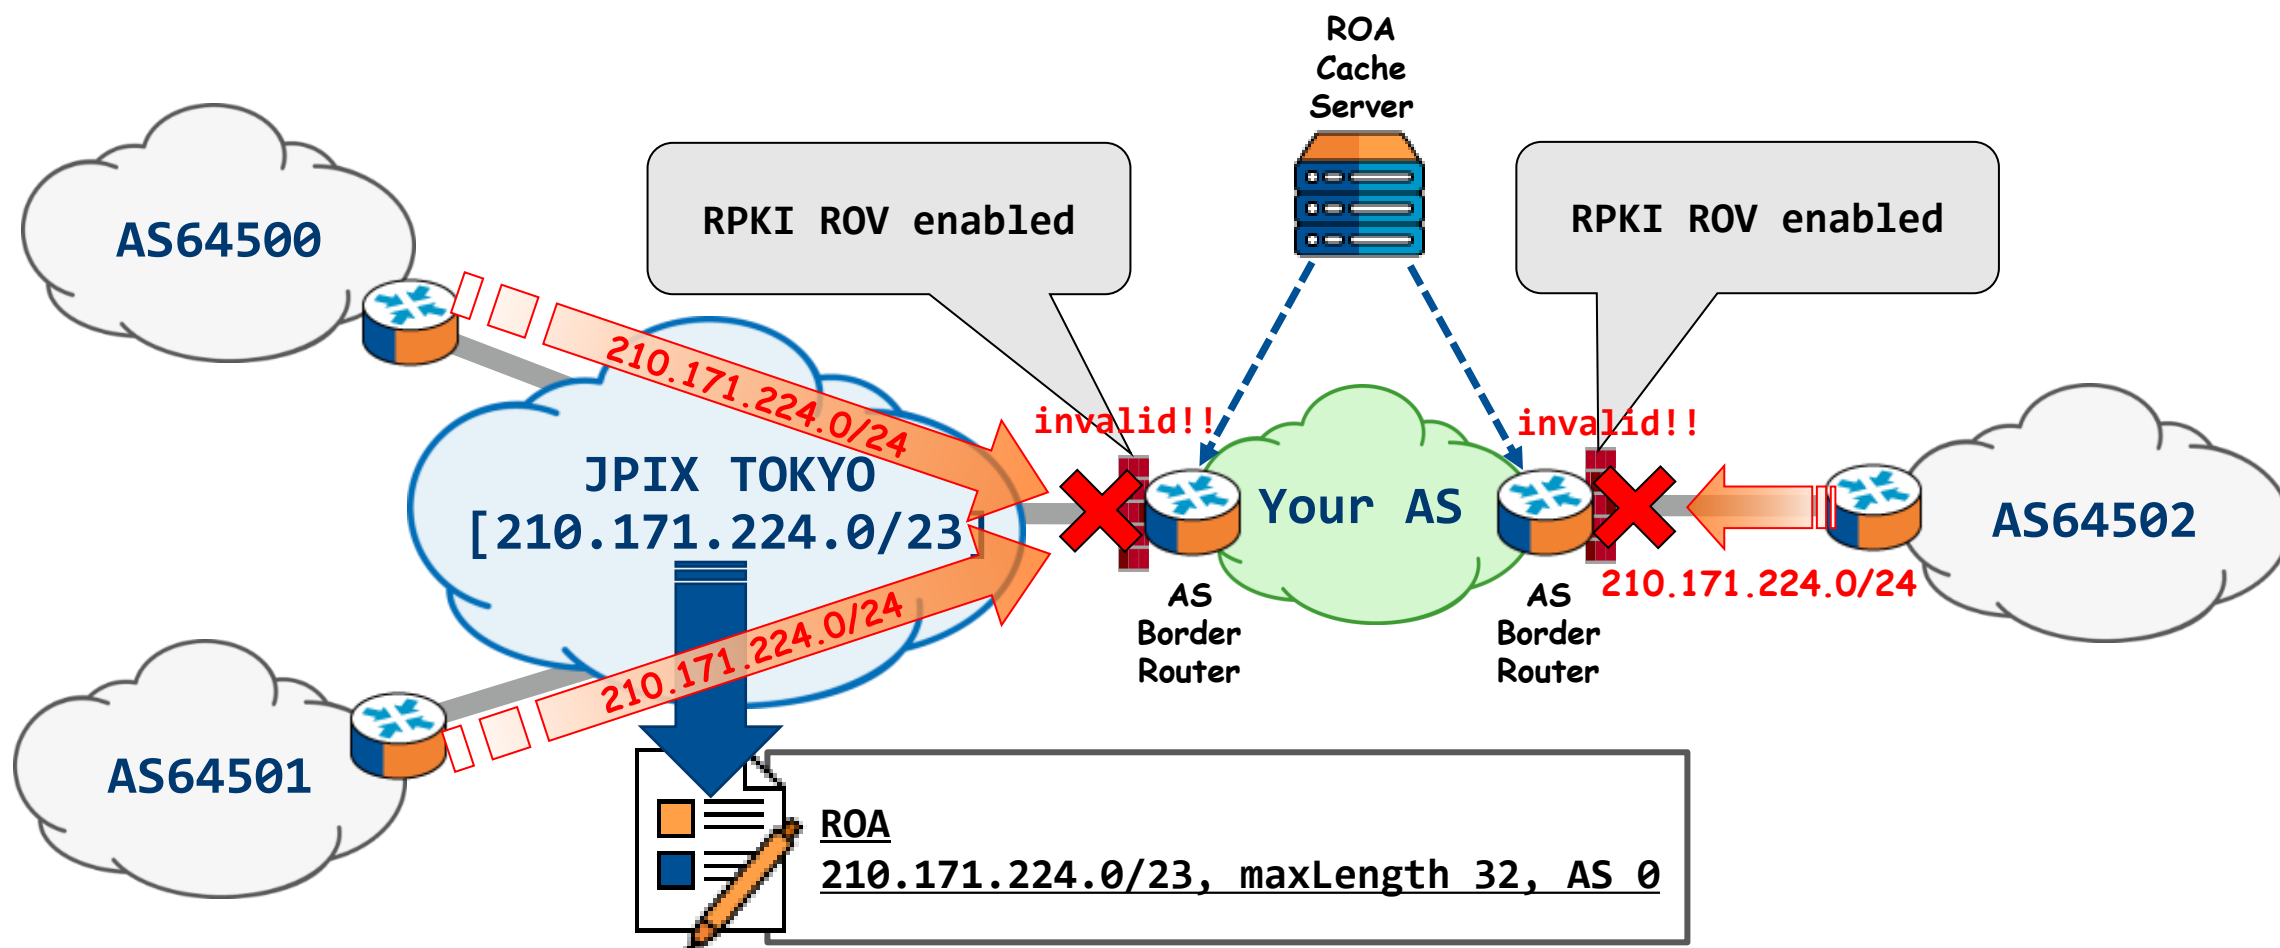 ROA
Cache
Server
RPKI ROV enabled
RPKI ROV enabled
AS64500
210.171.224.0/24
invalid!!
invalid!!
JPIX TOKYO
[210.171.224.0/23]
Your AS
AS64502
210.171.224.0/24
AS
Border
Router
AS
Border
Router
210.171.224.0/24
AS64501
ROA
210.171.224.0/23, maxLength 32, AS 0